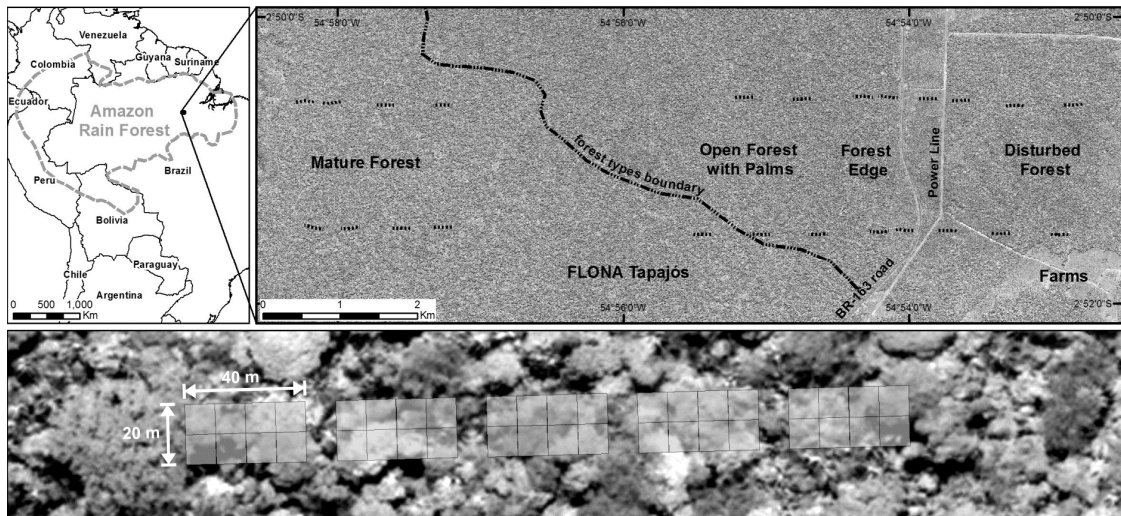 Venezuela
Guyana
Suriname
Colombia
Ecuador
Amazon
Rain Forest
Brazil
Peru
Bolivia
Paraguay
Chile
Argentina
0 500 1,000
Km
2°50'0"S
54°58'0"W
54°56'0"W
54°54'0"W
2°50'0"S
Mature Forest
forest types boundary
Open Forest
with Palms
Forest
Edge
Power Line
Disturbed
Forest
FLONA Tapajós
BR-163 road
Farms
0 1 2
Km
54°56'0"W
54°54'0"W
2°52'0"S
40 m
20 m